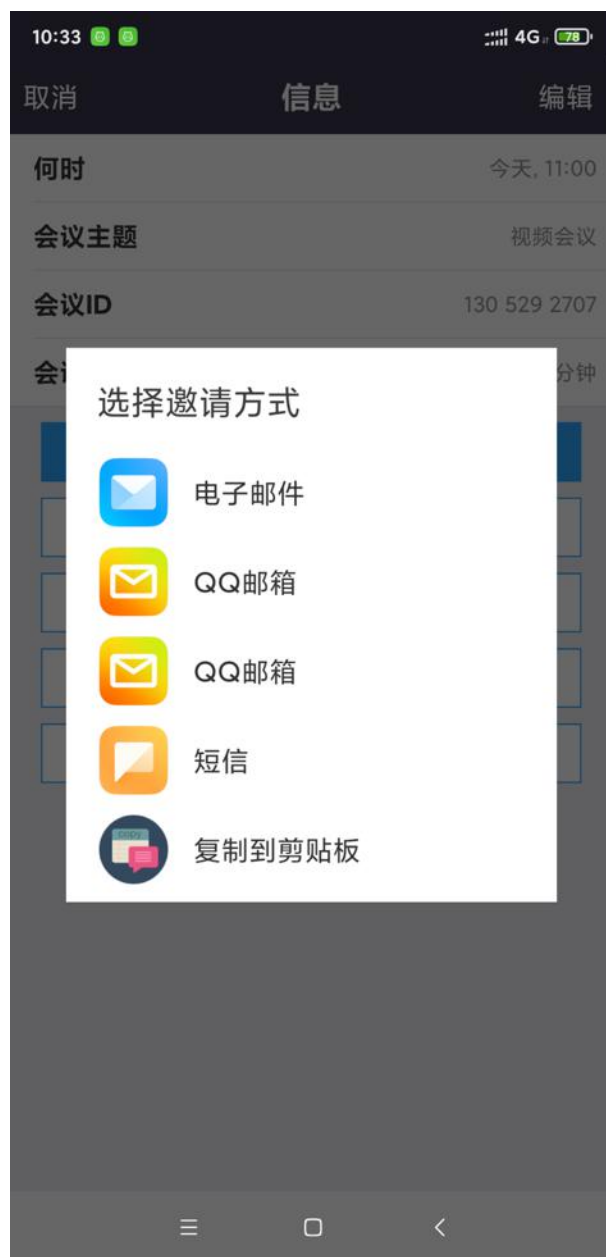 10:33 4G 78
取消 信息 编辑
何时 今天, 11:00
会议主题 视频会议
会议ID 130 529 2707
会 分钟
选择邀请方式
电子邮件
QQ邮箱
QQ邮箱
短信
copy
复制到剪贴板